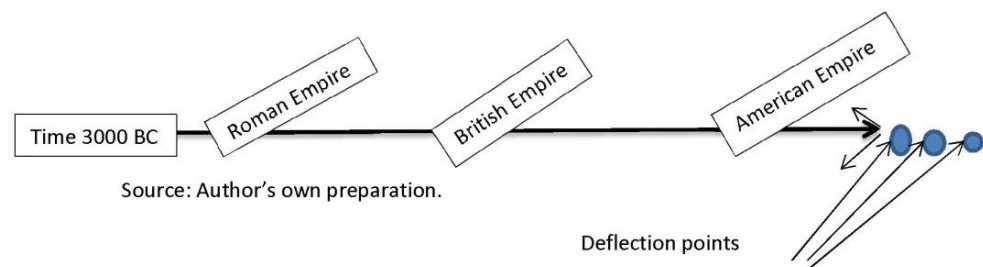 Time 3000 BC
Roman Empire
British Empire
American Empire
Source: Author’s own preparation.
Deflection points